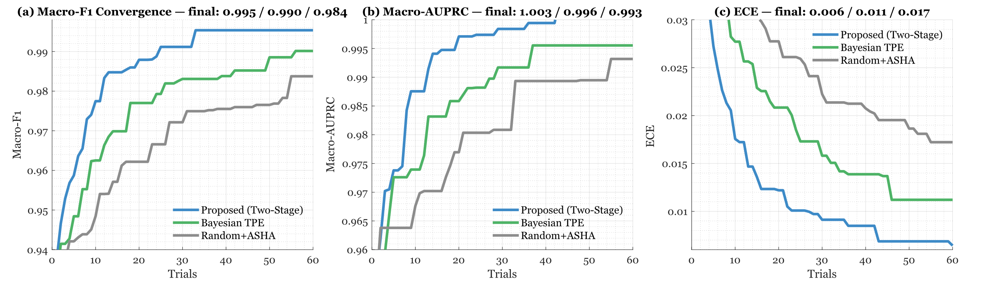 (a) Macro-F1 Convergence — final: 0.995 / 0.990 / 0.984
0.99
0.98
0.97
0.96
0.95
0.94
Macro-F1
0 10 20 30 40 50 60
Trials
Proposed (Two-Stage)
Bayesian TPE
Random+ASHA
(b) Macro-AUPRC — final: 1.003 / 0.996 / 0.993
1
0.995
0.99
0.985
0.98
0.975
0.97
0.965
0.96
Macro-AUPRC
0 10 20 30 40 50 60
Trials
Proposed (Two-Stage)
Bayesian TPE
Random+ASHA
(c) ECE — final: 0.006 / 0.011 / 0.017
0.03
0.025
0.02
0.015
0.01
ECE
0 10 20 30 40 50 60
Trials
Proposed (Two-Stage)
Bayesian TPE
Random+ASHA